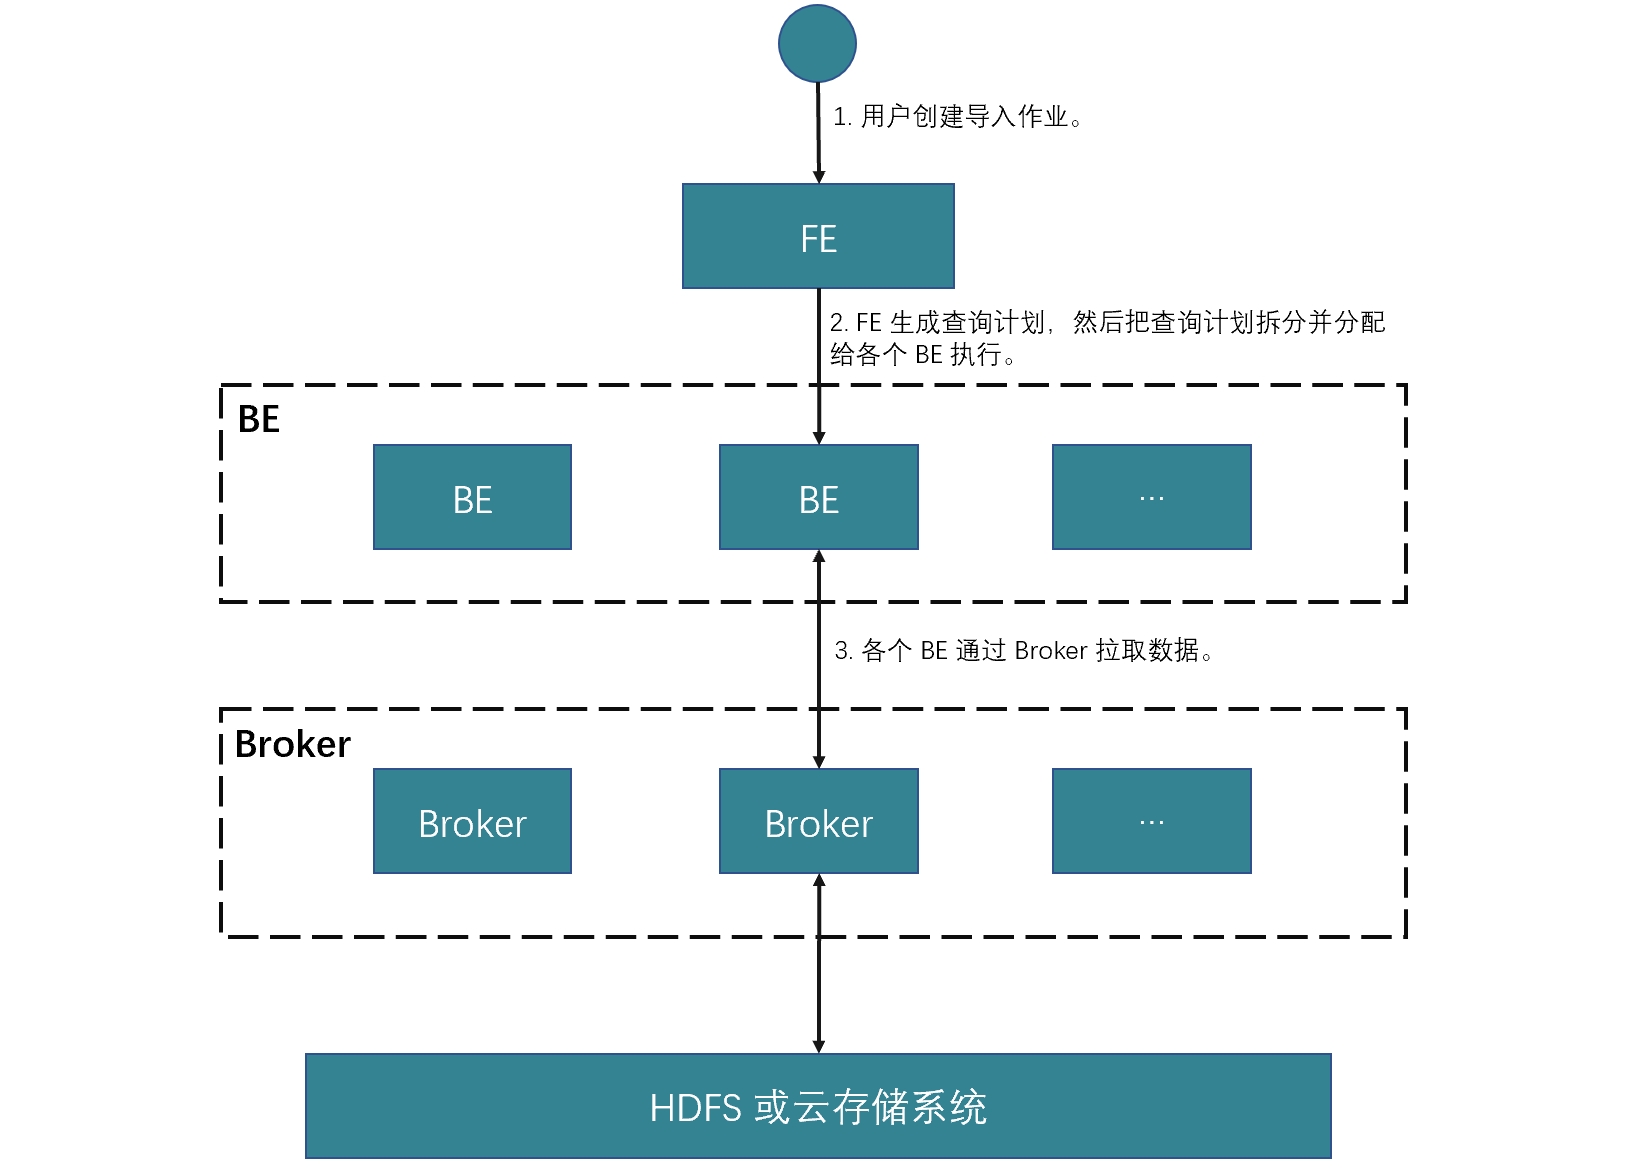 1. 用户创建导入作业。
FE
2. FE 生成查询计划，然后把查询计划拆分并分配
给各个 BE 执行。
BE
BE
BE
...
3. 各个 BE 通过 Broker 拉取数据。
Broker
Broker
Broker
...
HDFS 或云存储系统